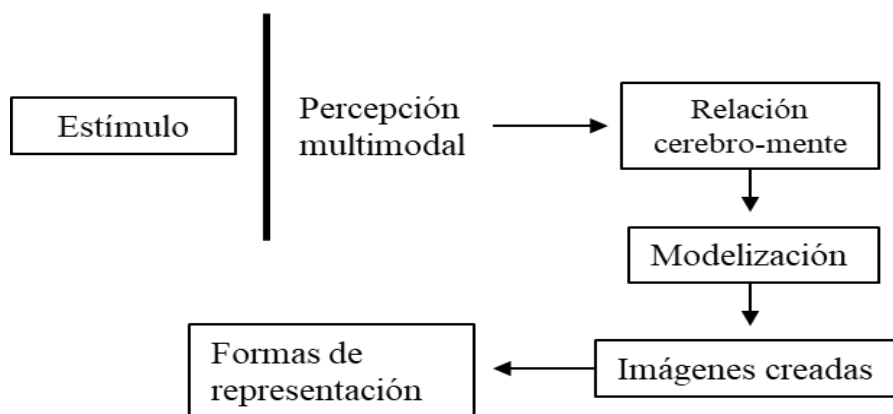 Estímulo
Percepción
multimodal
Relación
cerebro-mente
Modelización
Imágenes creadas
Formas de
representación